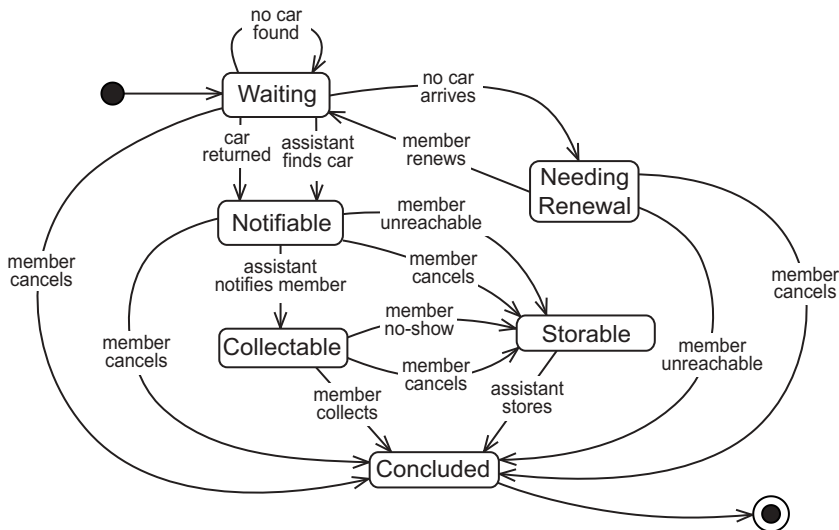 no car
found
Waiting
no car
arrives
car
returned
assistant
finds car
member
renews
Needing
Renewal
Notifiable
member
unreachable
member
cancels
assistant
notifies member
member
cancels
member
cancels
Collectable
member
no-show
Storable
member
cancels
member
cancels
member
unreachable
member
collects
member
cancels
assistant
stores
Concluded